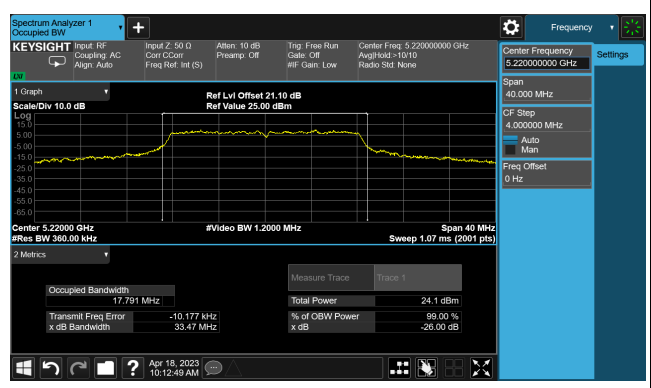 Spectrum Analyzer 1
Occupied BW
Frequency
KEYSIGHT
Input: RF
Coupling: AC
Align: Auto
Input Z: 50 Ω
Corr CCorr
Freq Ref: Int (S)
Atten: 10 dB
Preamp: Off
Trig: Free Run
Gate: Off
#IF Gain: Low
Center Freq: 5.220000000 GHz
Avg|Hold:>10/10
Radio Std: None
LXI
Center Frequency
5.220000000 GHz
Settings
Span
40.000 MHz
CF Step
4.000000 MHz
Auto
Man
Freq Offset
0 Hz
1 Graph
Scale/Div 10.0 dB
Ref Lvl Offset 21.10 dB
Ref Value 25.00 dBm
Log
15.0
5.00
-5.00
-15.0
-25.0
-35.0
-45.0
-55.0
-65.0
Center 5.22000 GHz
#Res BW 360.00 kHz
#Video BW 1.2000 MHz
Span 40 MHz
Sweep 1.07 ms (2001 pts)
2 Metrics
Measure Trace
Trace 1
Occupied Bandwidth
17.791 MHz
Total Power
24.1 dBm
Transmit Freq Error
-10.177 kHz
% of OBW Power
99.00 %
x dB Bandwidth
33.47 MHz
x dB
-26.00 dB
?
Apr 18, 2023
10:12:49 AM